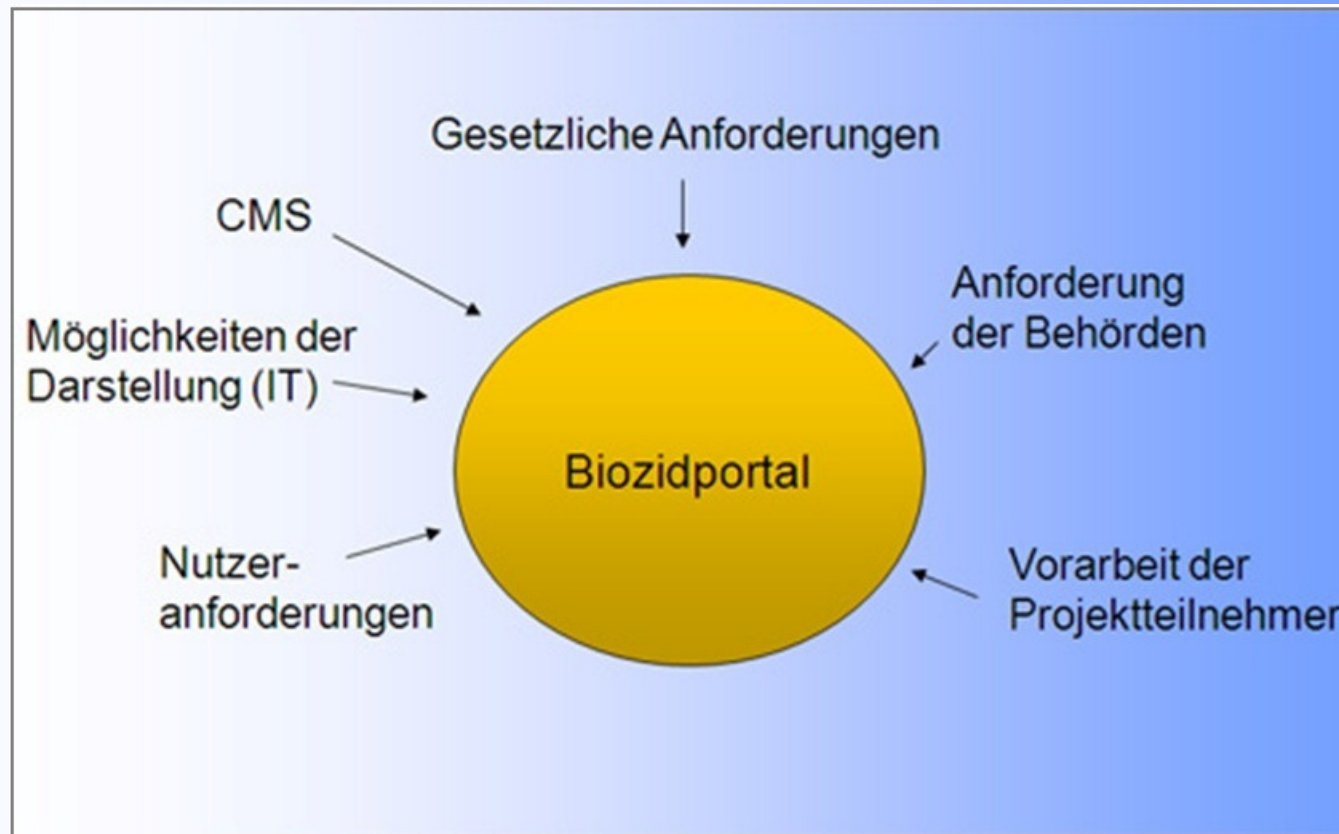 Gesetzliche Anforderungen
CMS
Anforderung
der Behörden
Möglichkeiten der
Darstellung (IT)
Biozidportal
Nutzer-
anforderungen
Vorarbeit der
Projektteilnehmer